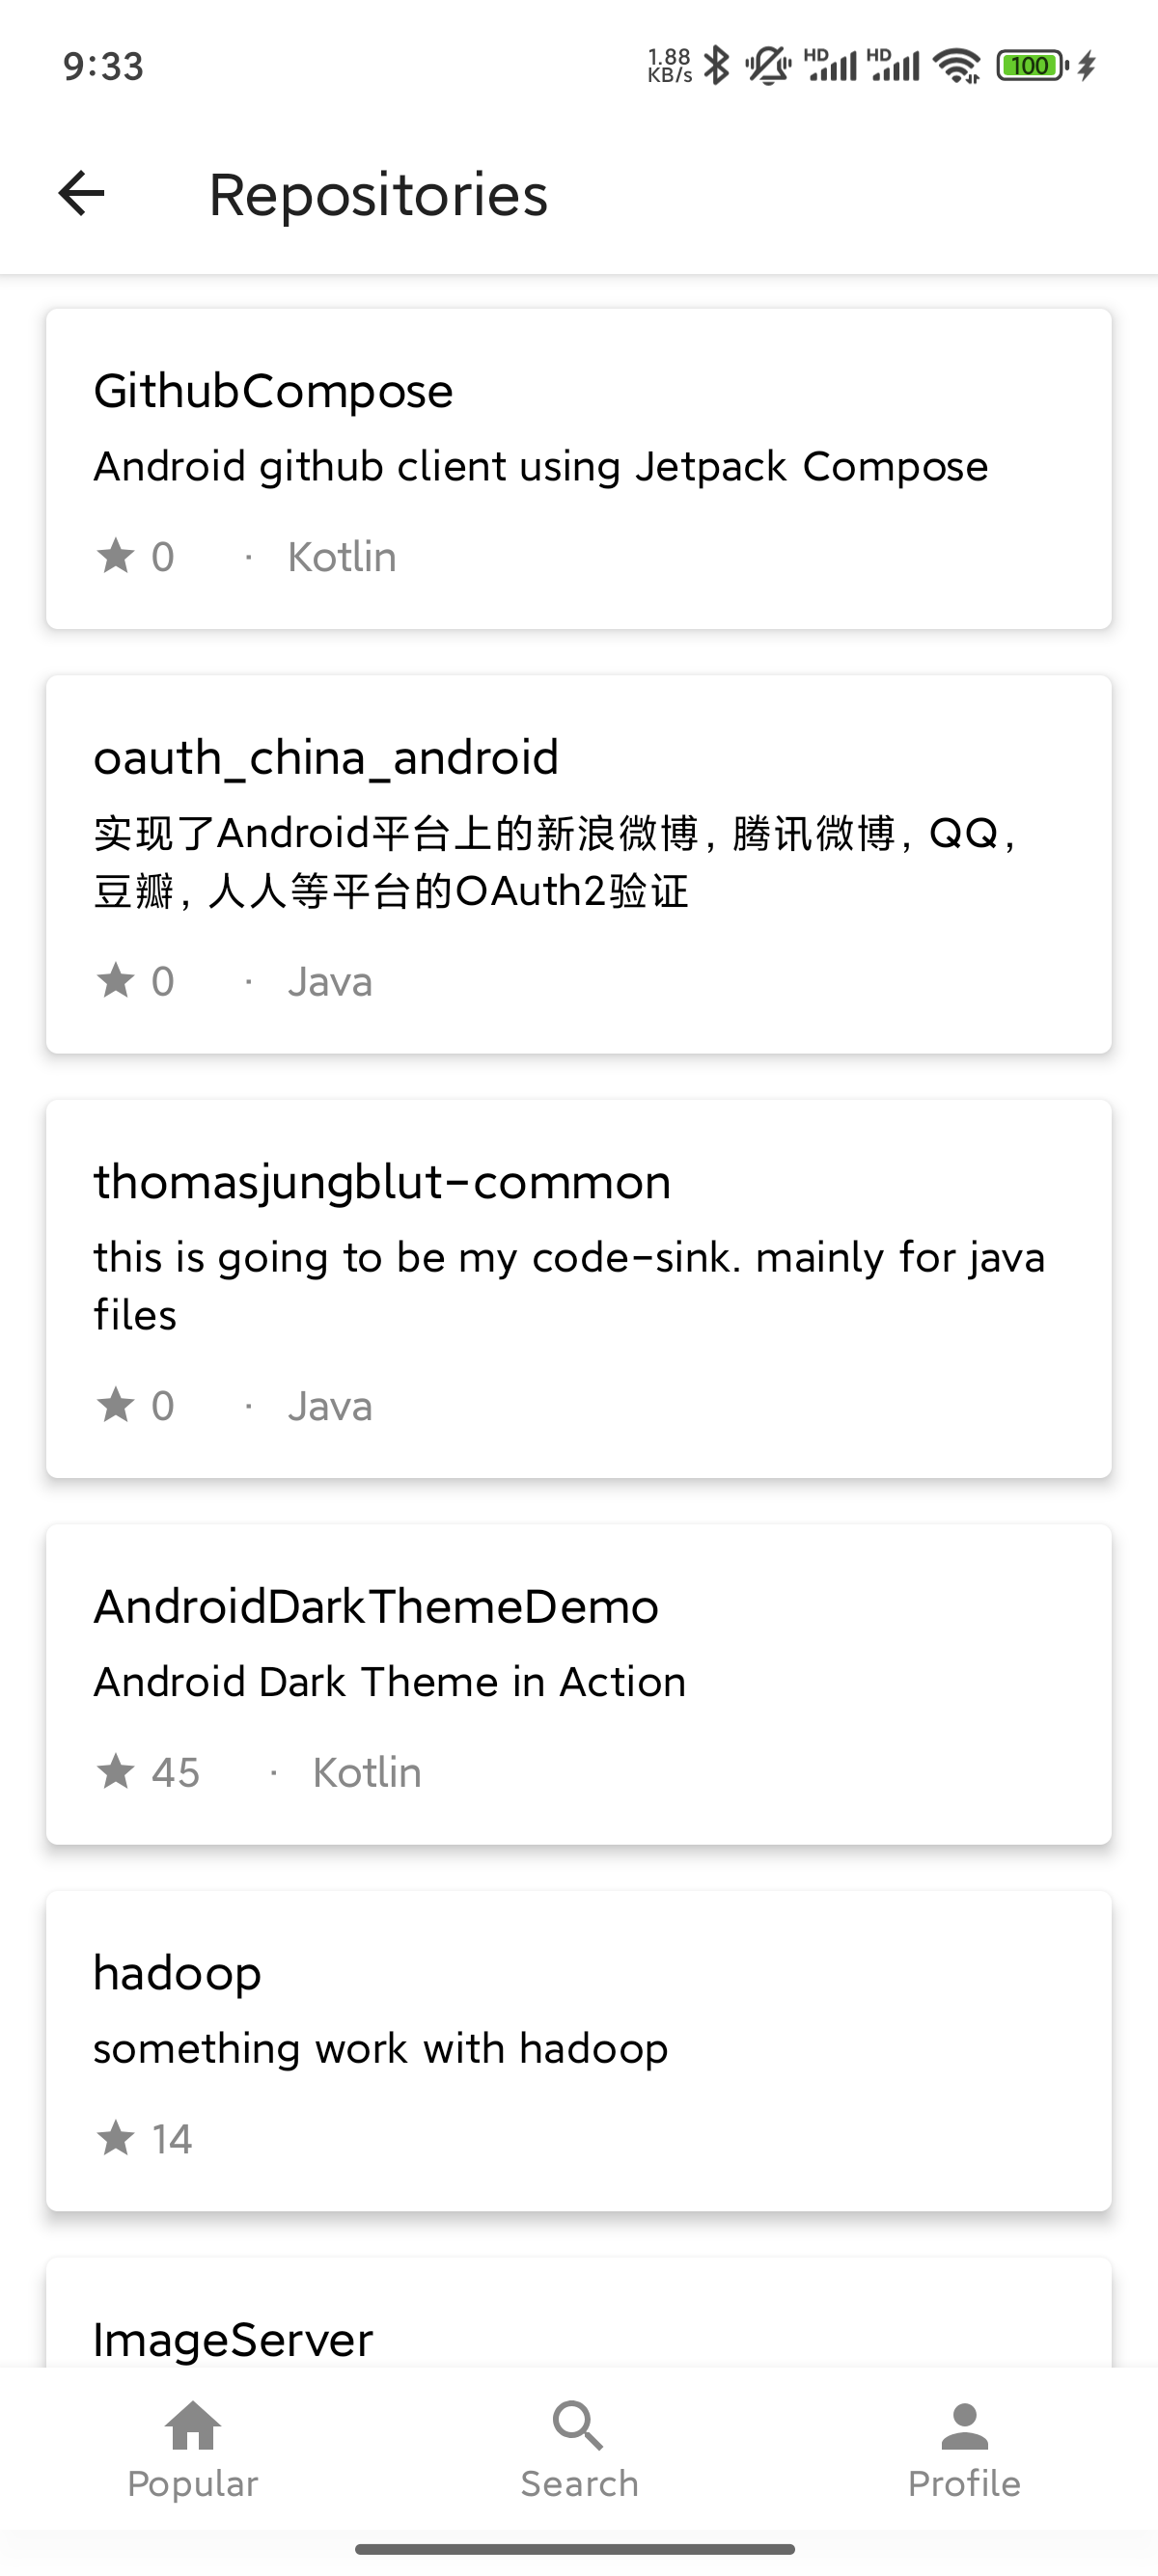 9:33
1.88
KB/s
HD
HD
100
Repositories
GithubCompose
Android github client using Jetpack Compose
0 · Kotlin
oauth_china_android
实现了Android平台上的新浪微博，腾讯微博，QQ，
豆瓣，人人等平台的OAuth2验证
0 · Java
thomasjungblut-common
this is going to be my code-sink. mainly for java
files
0 · Java
AndroidDarkThemeDemo
Android Dark Theme in Action
45 · Kotlin
hadoop
something work with hadoop
14
ImageServer
Popular
Search
Profile